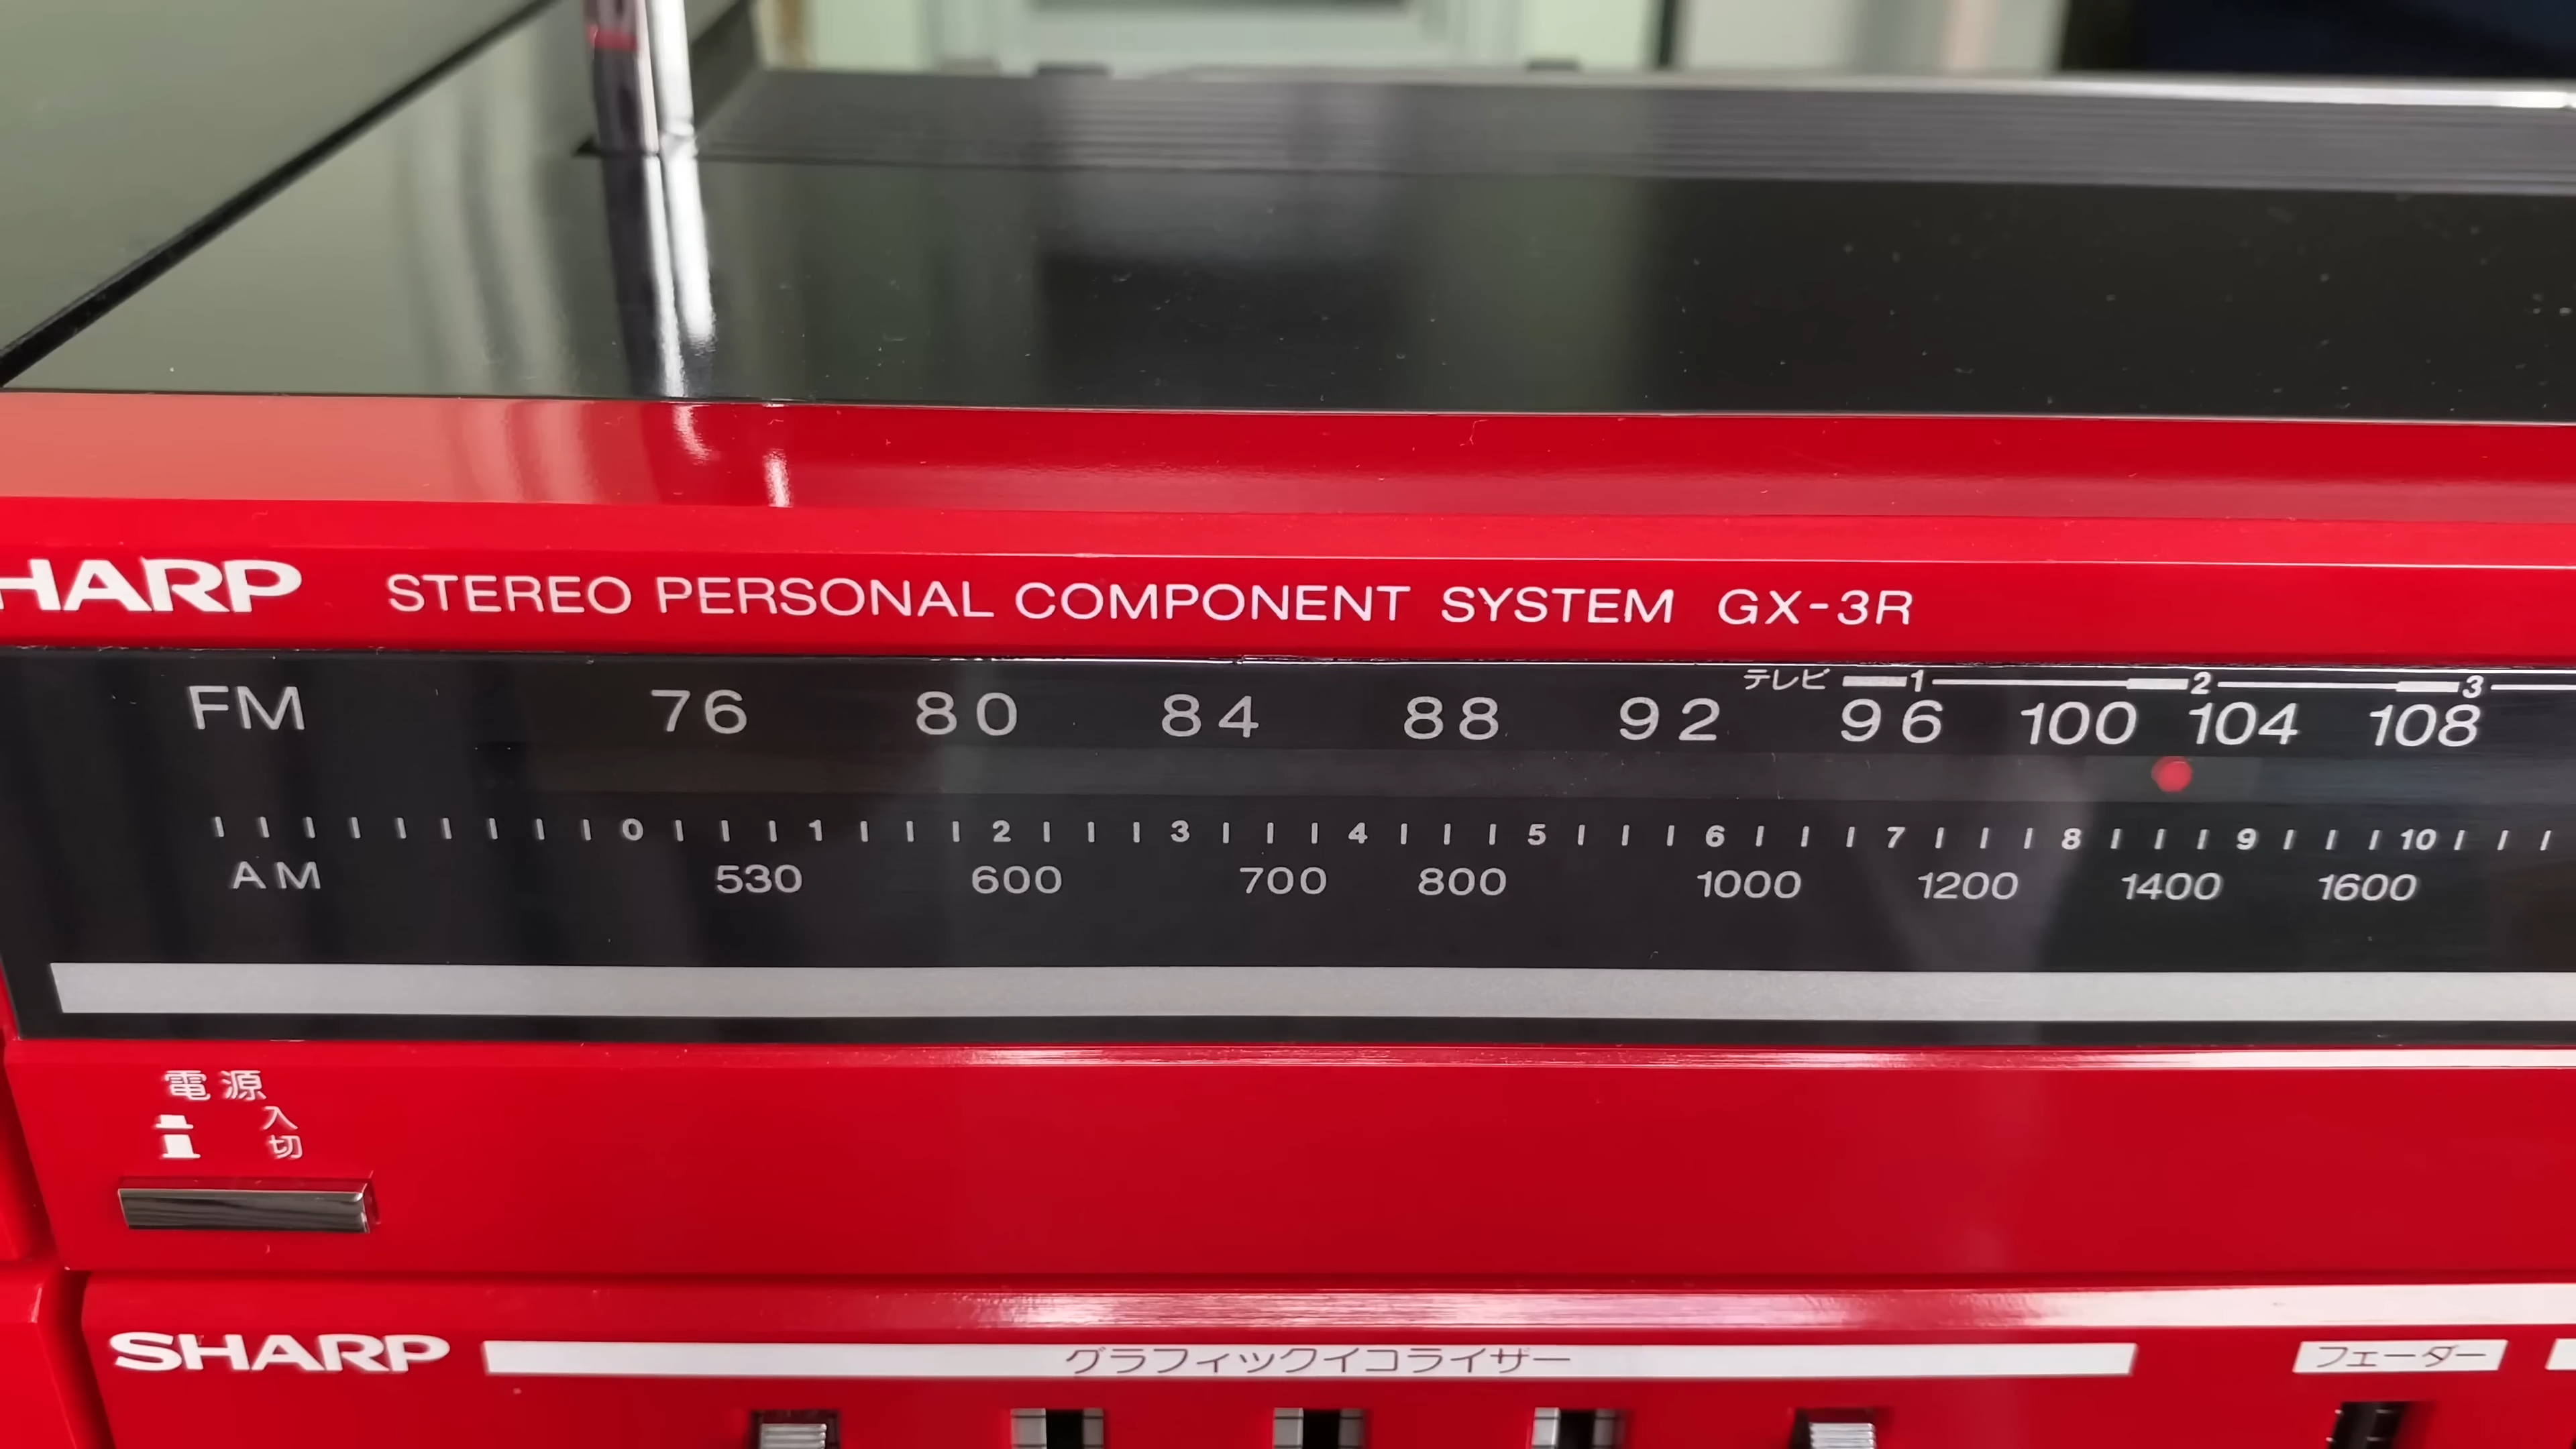 HARP STEREO PERSONAL COMPONENT SYSTEM GX-3R
テレビ 1 2 3
FM 76 80 84 88 92 96 100 104 108
0 1 2 3 4 5 6 7 8 9 10
AM 530 600 700 800 1000 1200 1400 1600
電源
入
切
SHARP グラフィックイコライザー フェーダー